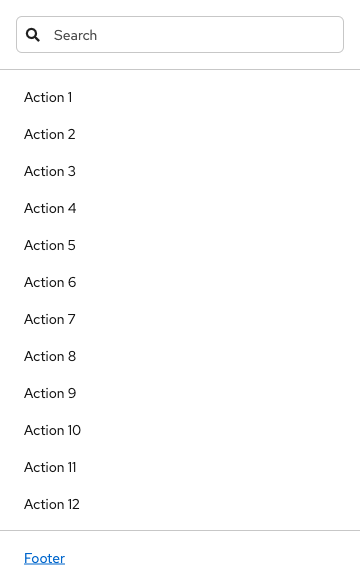 Search
Action 1
Action 2
Action 3
Action 4
Action 5
Action 6
Action 7
Action 8
Action 9
Action 10
Action 11
Action 12
Footer